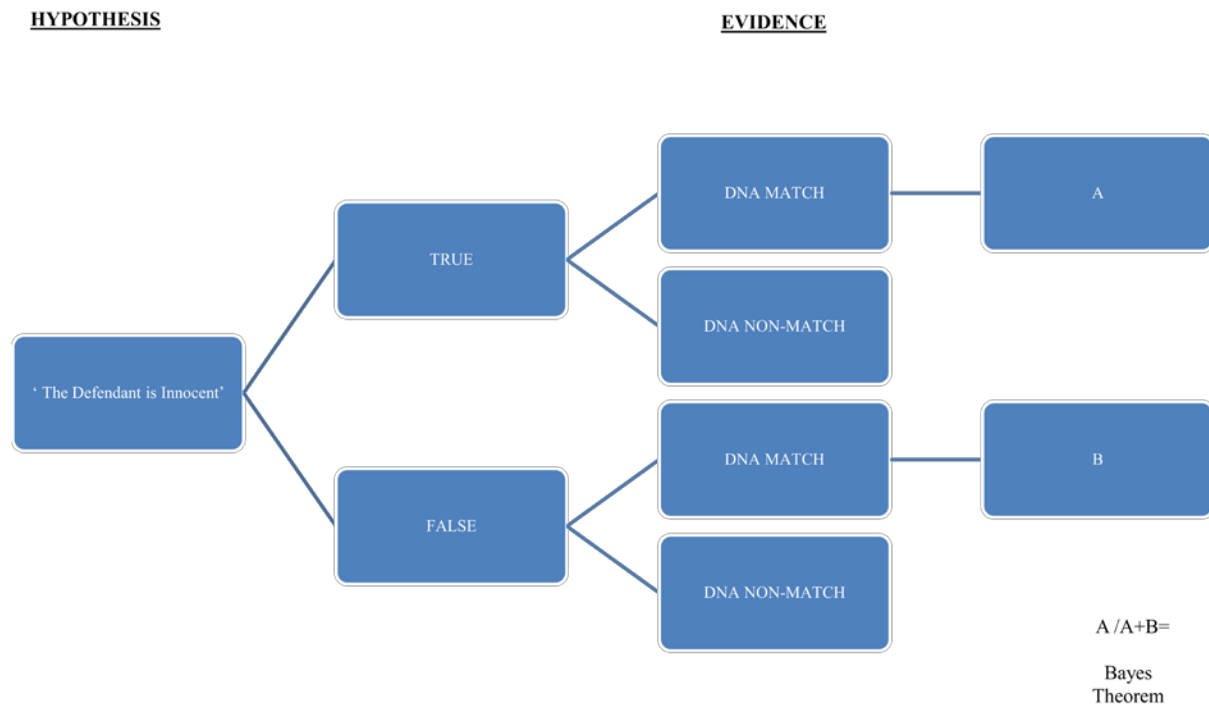 HYPOTHESIS
EVIDENCE
DNA MATCH
A
TRUE
DNA NON-MATCH
‘ The Defendant is Innocent’
DNA MATCH
B
FALSE
DNA NON-MATCH
A /A+B=
Bayes
Theorem